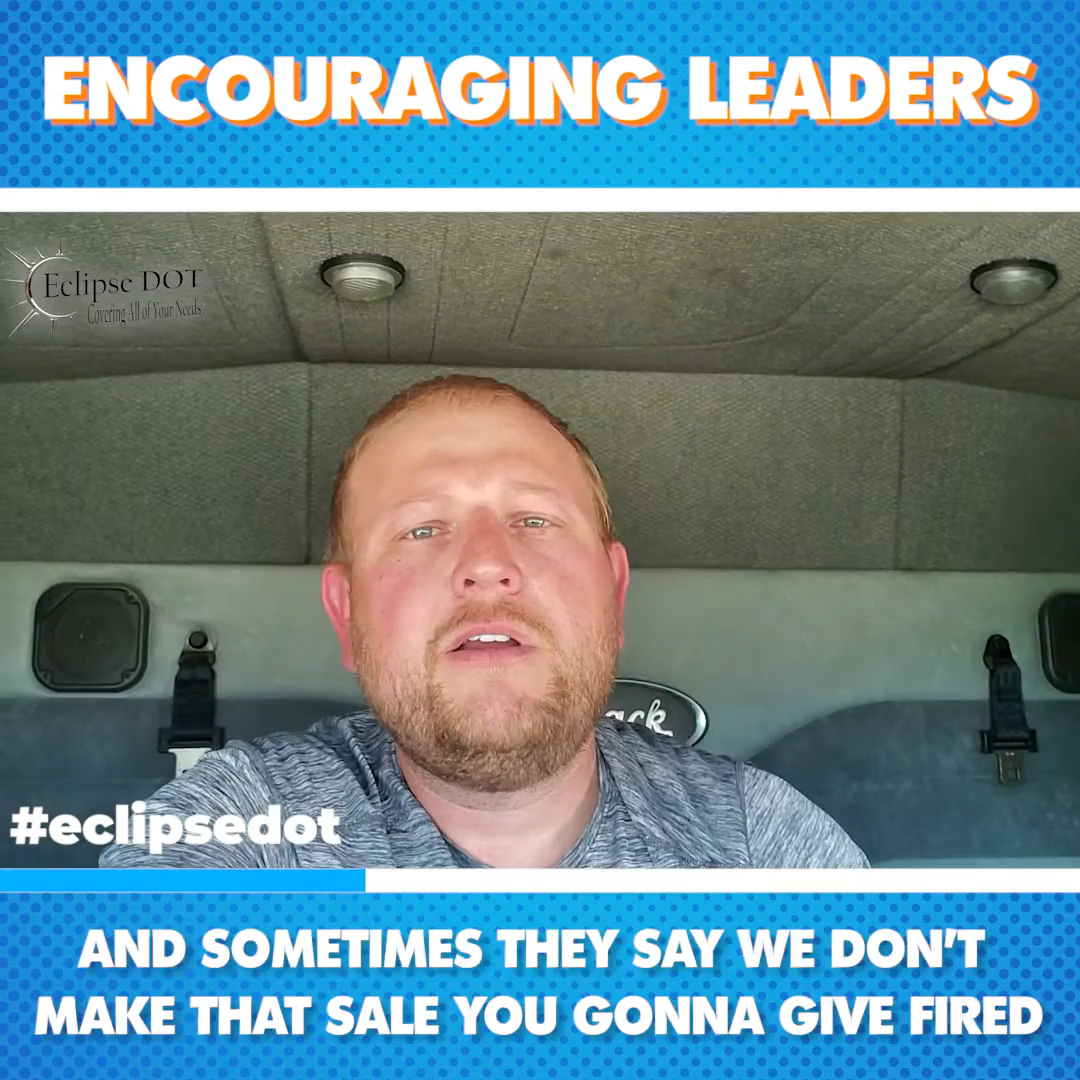 ENCOURAGING LEADERS
Eclipse DOT
Covering All of Your Needs
ack
#eclipsedot
AND SOMETIMES THEY SAY WE DON'T
MAKE THAT SALE YOU GONNA GIVE FIRED